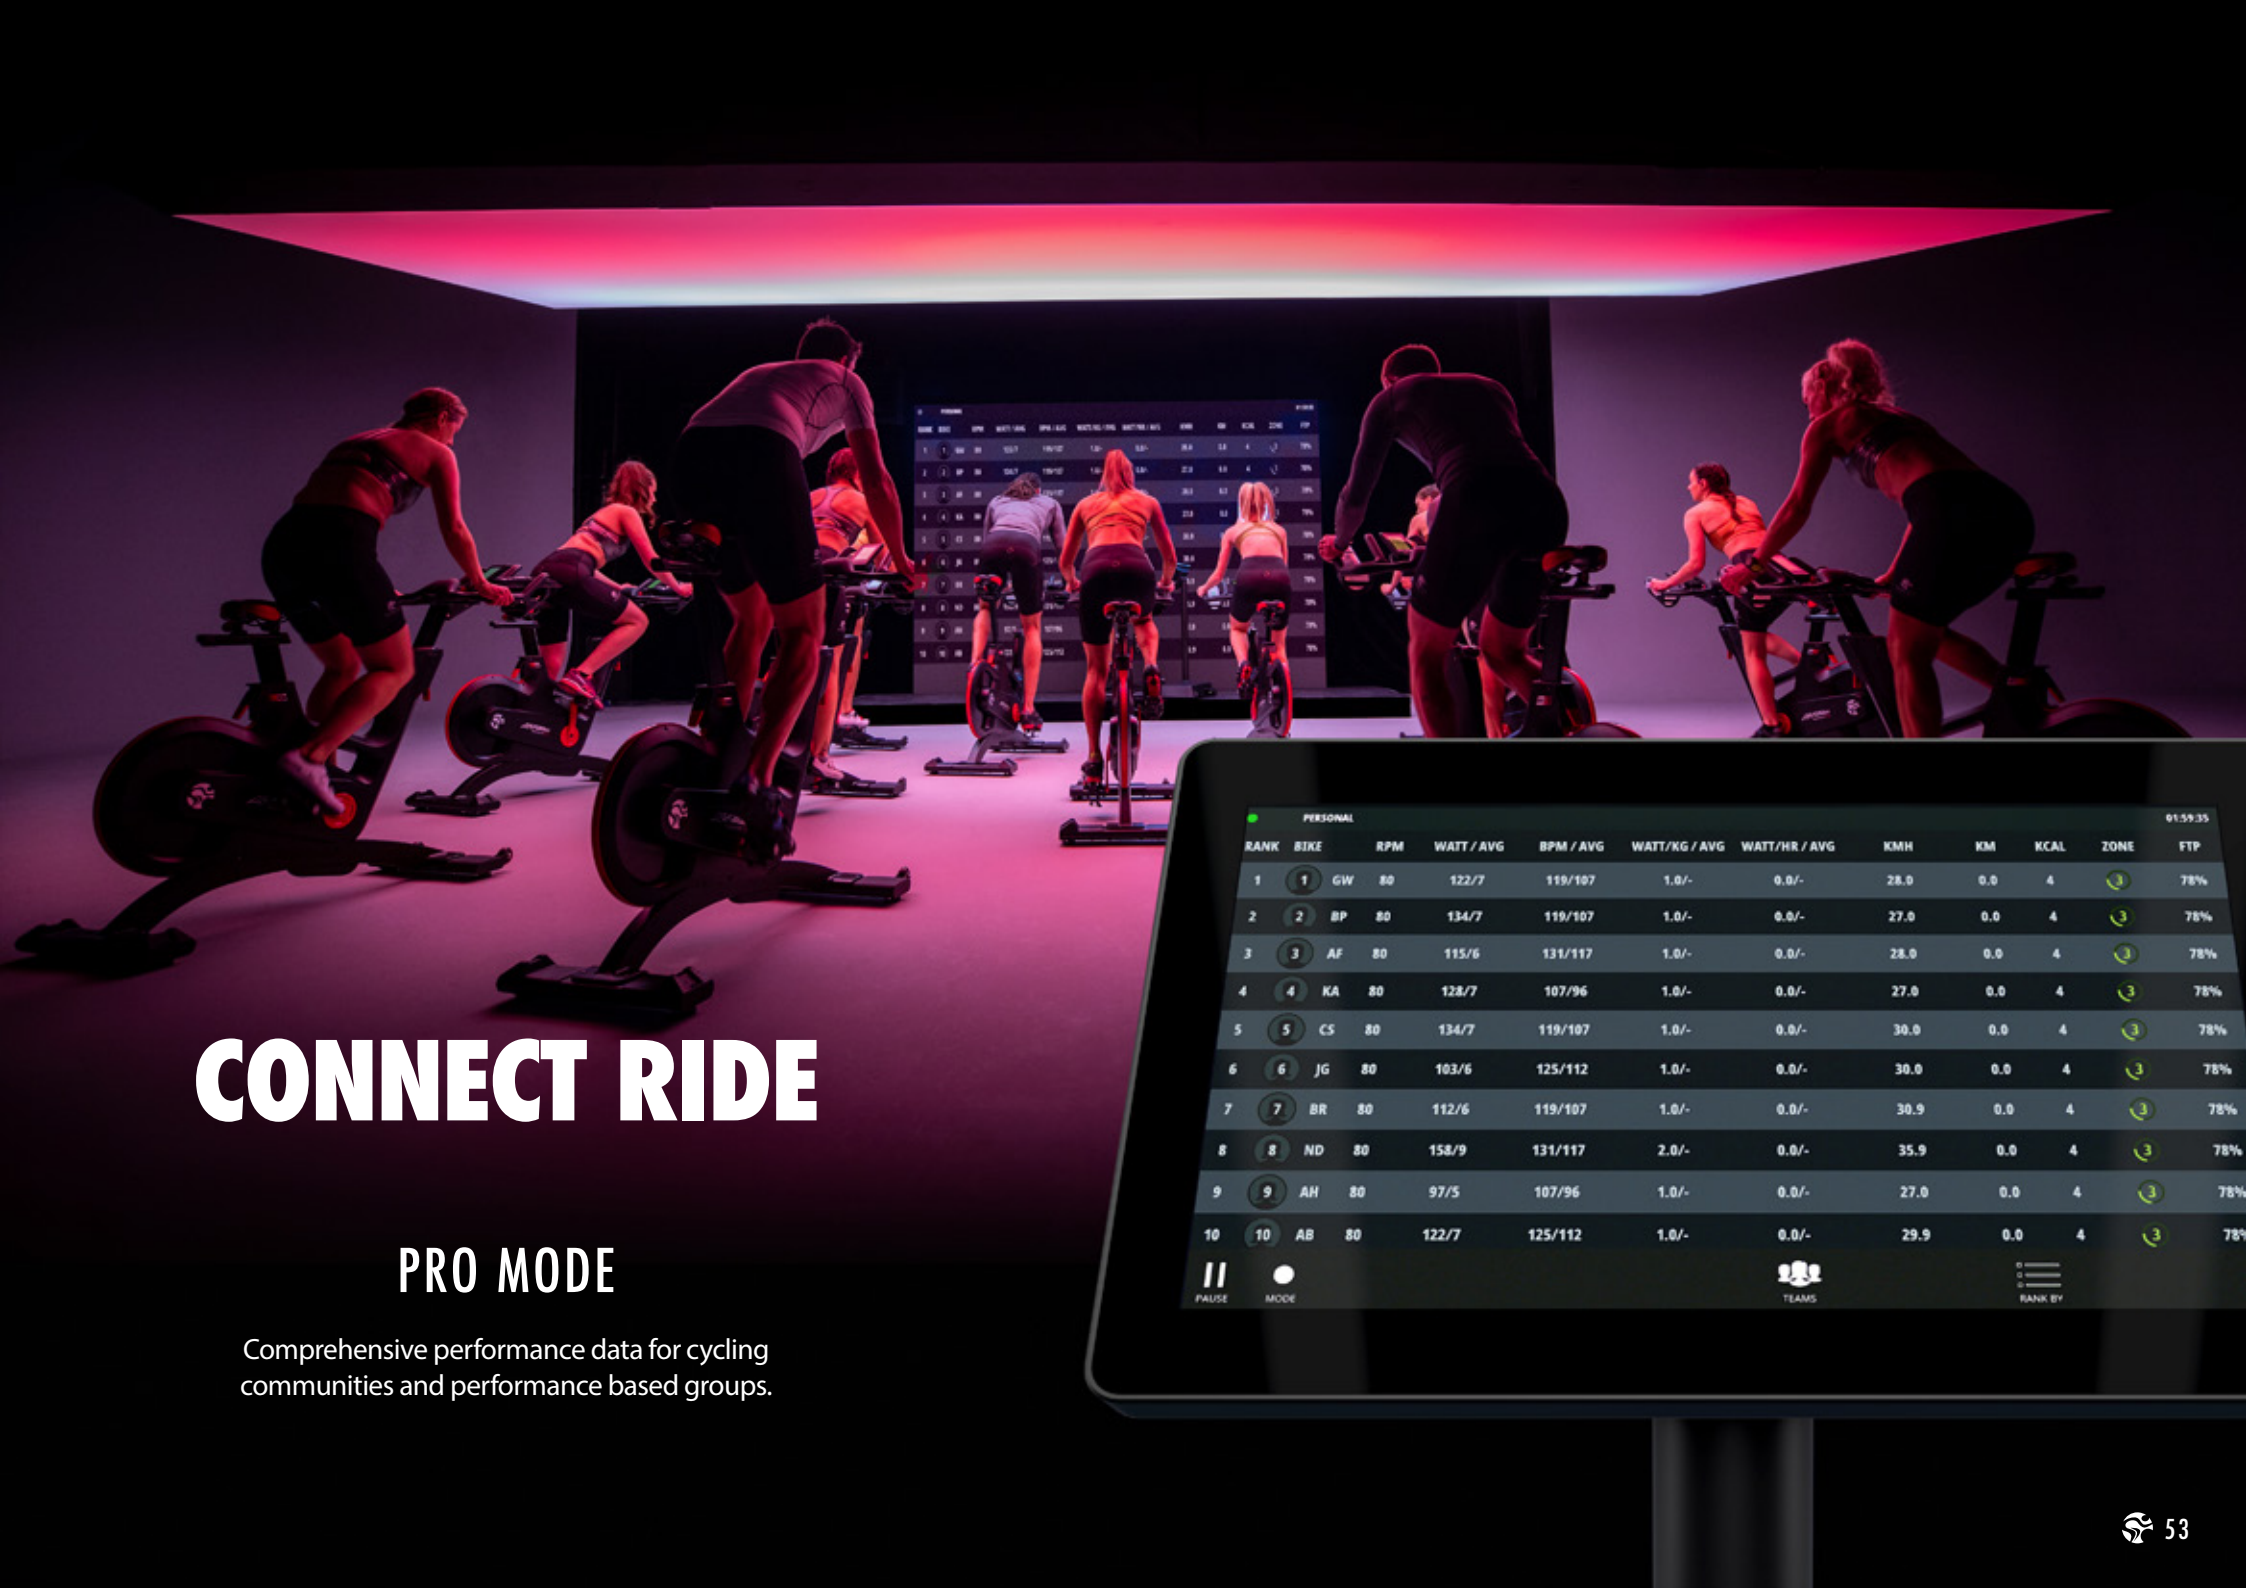 CONNECT RIDE
PRO MODE
Comprehensive performance data for cycling
communities and performance based groups.
PERSONAL 01:59:35
RANK BIKE RPM WATT / AVG BPM / AVG WATT/KG / AVG WATT/HR / AVG KMH KM KCAL ZONE FTP
1 1 GW 80 122/7 119/107 1.0/- 0.0/- 28.0 0.0 4 3 78%
2 2 BP 80 134/7 119/107 1.0/- 0.0/- 27.0 0.0 4 3 78%
3 3 AF 80 115/6 131/117 1.0/- 0.0/- 28.0 0.0 4 3 78%
4 4 KA 80 128/7 107/96 1.0/- 0.0/- 27.0 0.0 4 3 78%
5 5 CS 80 134/7 119/107 1.0/- 0.0/- 30.0 0.0 4 3 78%
6 6 JG 80 103/6 125/112 1.0/- 0.0/- 30.0 0.0 4 3 78%
7 7 BR 80 112/6 119/107 1.0/- 0.0/- 30.9 0.0 4 3 78%
8 8 ND 80 158/9 131/117 2.0/- 0.0/- 35.9 0.0 4 3 78%
9 9 AH 80 97/5 107/96 1.0/- 0.0/- 27.0 0.0 4 3 78%
10 10 AB 80 122/7 125/112 1.0/- 0.0/- 29.9 0.0 4 3 78
PAUSE MODE TEAMS RANK BY
53